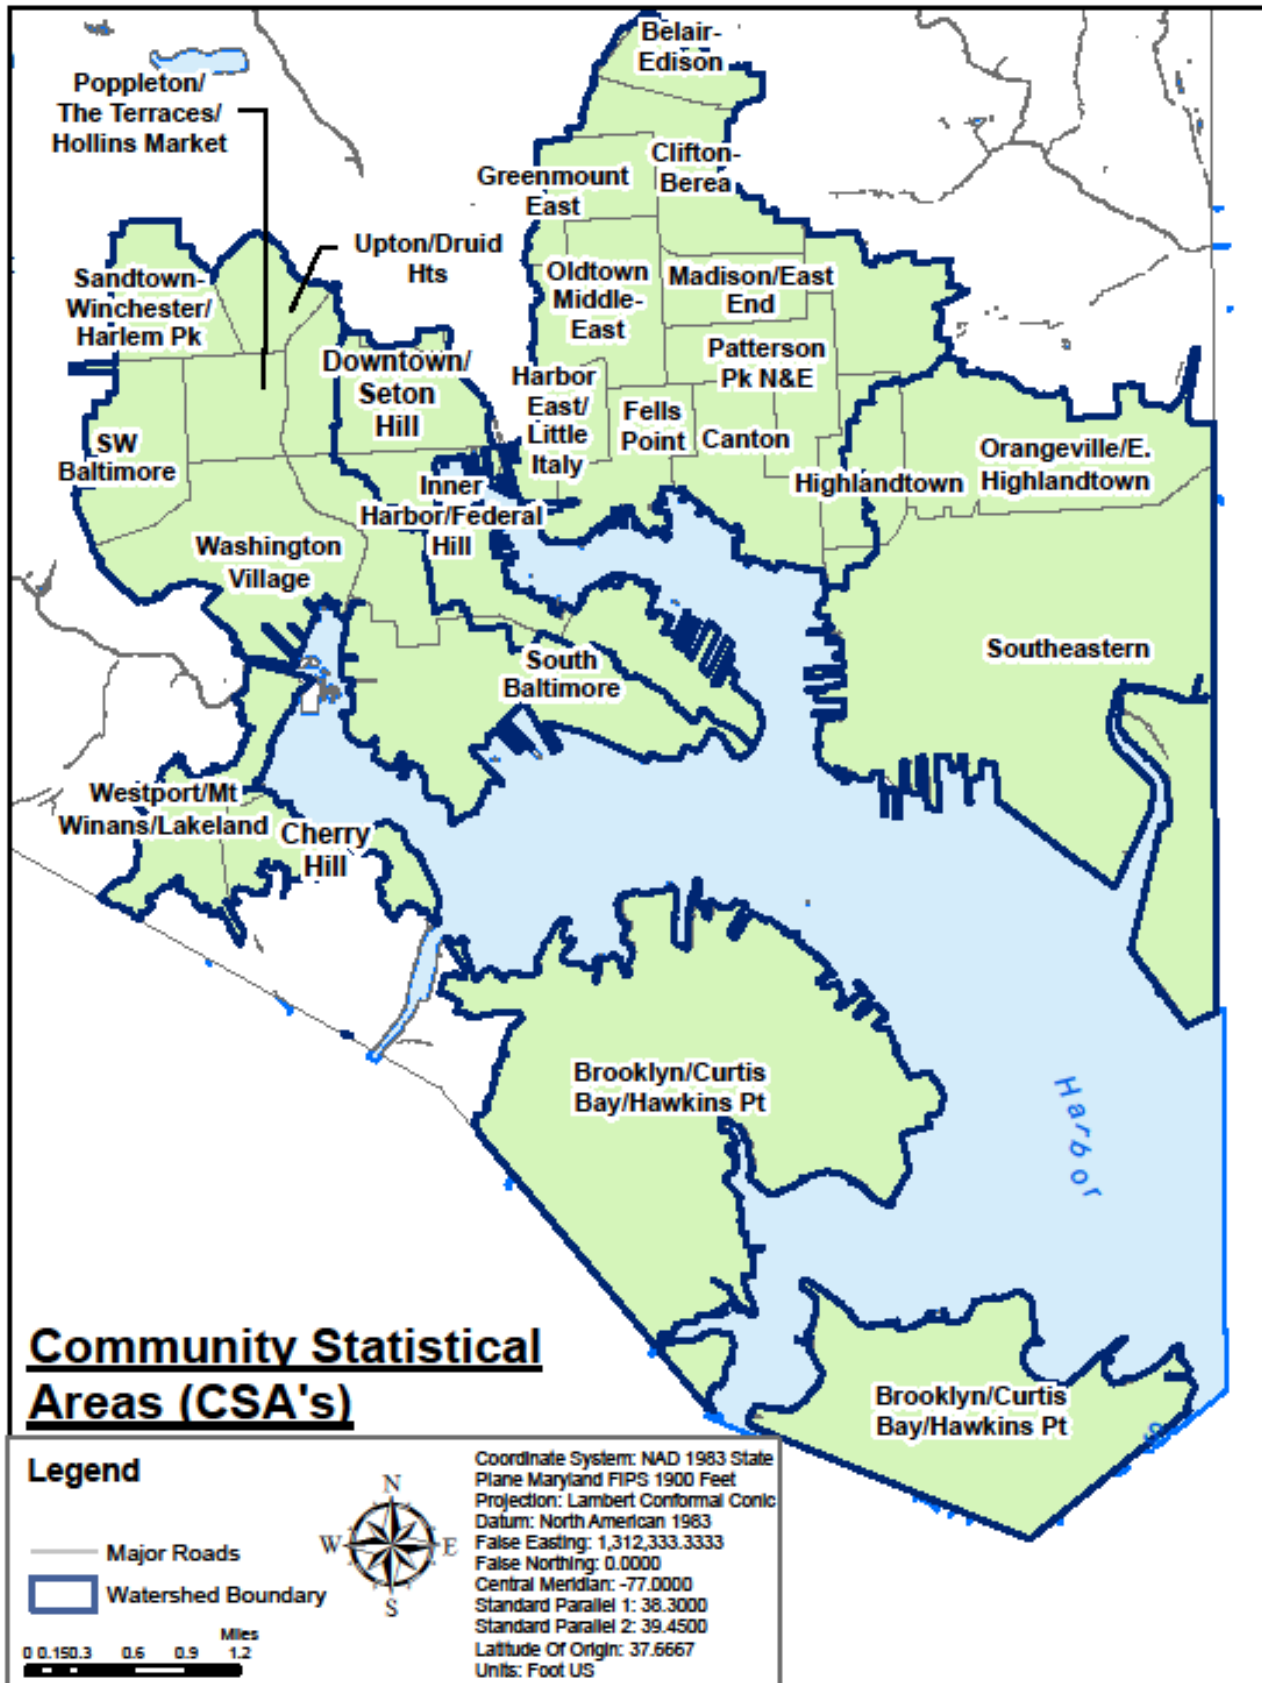 Belair-
Edison
Poppleton/
The Terraces/
Hollins Market
Clifton-
Berea
Greenmount
East
Upton/Druid
Hts
Sandtown-
Winchester/
Harlem Pk
Oldtown
Middle-
East
Madison/East
End
Downtown/
Seton
Hill
Patterson
Pk N&E
Harbor
East/
Little
Italy
Fells
Point
Canton
SW
Baltimore
Orangeville/E.
Highlandtown
Highlandtown
Inner
Harbor/Federal
Hill
Washington
Village
Southeastern
South
Baltimore
Westport/Mt
Winans/Lakeland
Cherry
Hill
Brooklyn/Curtis
Bay/Hawkins Pt
Harbor
Brooklyn/Curtis
Bay/Hawkins Pt
Community Statistical
Areas (CSA's)
Legend
Major Roads
Watershed Boundary
Miles
0 0.150.3 0.6 0.9 1.2
N
W E
S
Coordinate System: NAD 1983 State
Plane Maryland FIPS 1900 Feet
Projection: Lambert Conformal Conic
Datum: North American 1983
False Easting: 1,312,333.3333
False Northing: 0.0000
Central Meridian: -77.0000
Standard Parallel 1: 38.3000
Standard Parallel 2: 39.4500
Latitude Of Origin: 37.6667
Units: Foot US